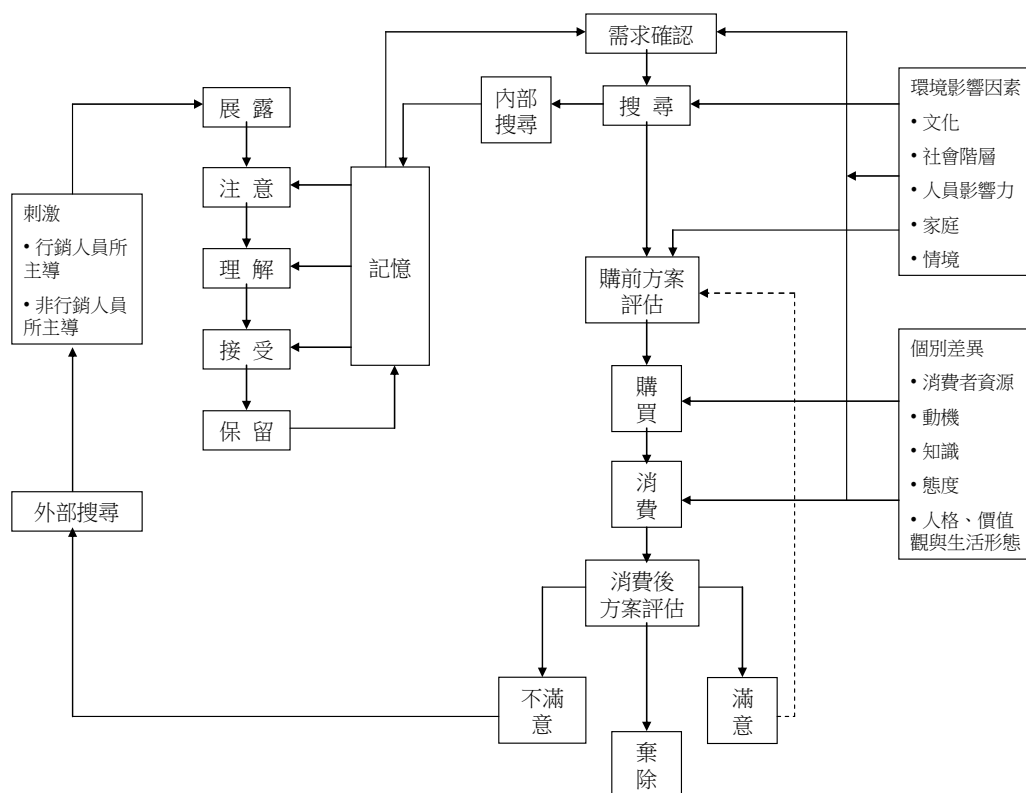 需求確認
搜 尋
內部
搜尋
展 露
注 意
理 解
接 受
保 留
記憶
刺激
• 行銷人員所
主導
• 非行銷人員
所主導
外部搜尋
環境影響因素
• 文化
• 社會階層
• 人員影響力
• 家庭
• 情境
購前方案
評估
購
買
消
費
個別差異
• 消費者資源
• 動機
• 知識
• 態度
• 人格、價值
觀與生活形態
消費後
方案評估
不滿
意
滿
意
棄
除